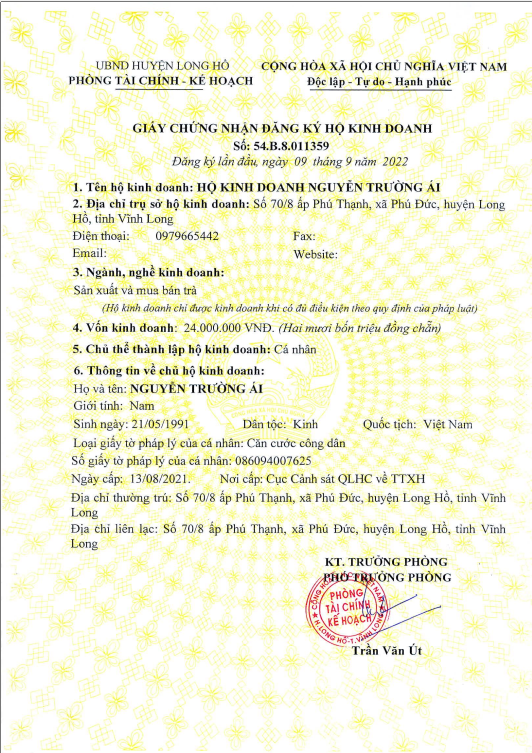 UBND HUYỆN LONG HỒ
PHÒNG TÀI CHÍNH - KẾ HOẠCH
CỘNG HÒA XÃ HỘI CHỦ NGHĨA VIỆT NAM
Độc lập - Tự do - Hạnh phúc
GIẤY CHỨNG NHẬN ĐĂNG KÝ HỘ KINH DOANH
Số: 54.B.8.011359
Đăng ký lần đầu, ngày 09 tháng 9 năm 2022
1. Tên hộ kinh doanh: HỘ KINH DOANH NGUYỄN TRƯỜNG ÁI
2. Địa chỉ trụ sở hộ kinh doanh: Số 70/8 ấp Phú Thạnh, xã Phú Đức, huyện Long
Hồ, tỉnh Vĩnh Long
Điện thoại: 0979665442 Fax:
Email: Website:
3. Ngành, nghề kinh doanh:
Sản xuất và mua bán trà
(Hộ kinh doanh chỉ được kinh doanh khi có đủ điều kiện theo quy định của pháp luật)
4. Vốn kinh doanh: 24.000.000 VNĐ. (Hai mươi bốn triệu đồng chẵn)
5. Chủ thể thành lập hộ kinh doanh: Cá nhân
6. Thông tin về chủ hộ kinh doanh:
Họ và tên: NGUYỄN TRƯỜNG ÁI
Giới tính: Nam
Sinh ngày: 21/05/1991 Dân tộc: Kinh Quốc tịch: Việt Nam
Loại giấy tờ pháp lý của cá nhân: Căn cước công dân
Số giấy tờ pháp lý của cá nhân: 086094007625
Ngày cấp: 13/08/2021. Nơi cấp: Cục Cảnh sát QLHC về TTXH
Địa chỉ thường trú: Số 70/8 ấp Phú Thạnh, xã Phú Đức, huyện Long Hồ, tỉnh Vĩnh
Long
Địa chỉ liên lạc: Số 70/8 ấp Phú Thạnh, xã Phú Đức, huyện Long Hồ, tỉnh Vĩnh
Long
KT. TRƯỞNG PHÒNG
PHÓ TRƯỞNG PHÒNG
PHÒNG
TÀI CHÍNH
KẾ HOẠCH
H.LONG HỒ-T.VĨNH LONG
Trần Văn Út